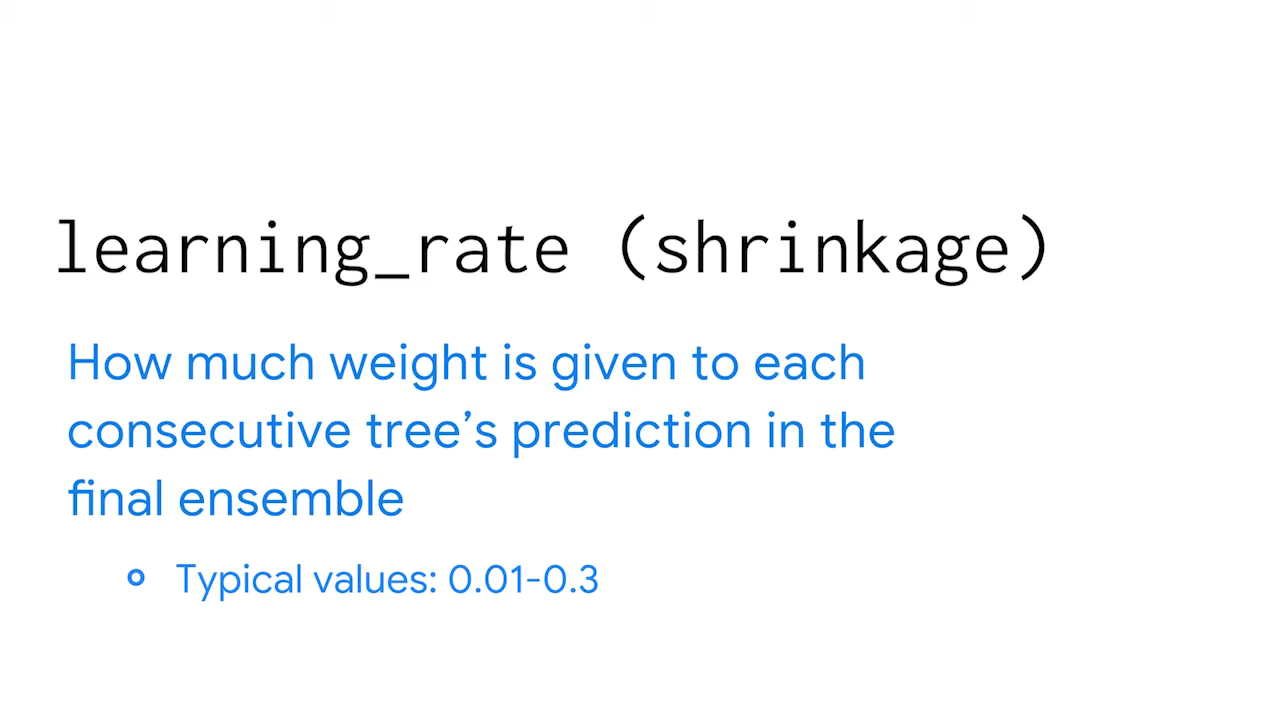 learning_rate (shrinkage)
How much weight is given to each
consecutive tree’s prediction in the
final ensemble
Typical values: 0.01-0.3